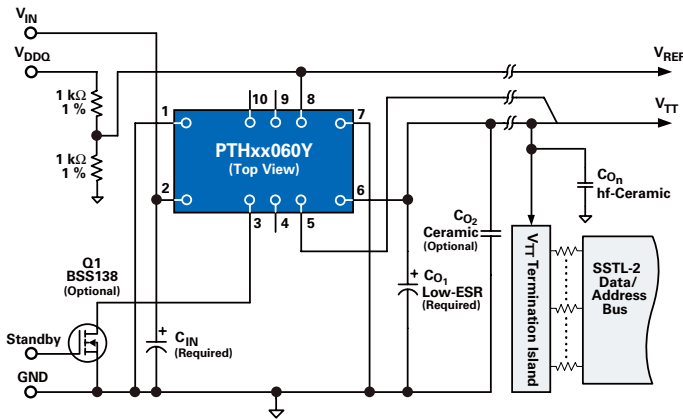 VIN
VDDQ
1 kΩ
1 %
1 kΩ
1 %
1
10
9
8
7
PTHxx060Y
(Top View)
2
3
4
5
6
VREF
VTT
COn
hf-Ceramic
CO2
Ceramic
(Optional)
CO1
Low-ESR
(Required)
+
VTT Termination Island
SSTL-2
Data/
Address
Bus
Q1
BSS138
(Optional)
Standby
+
CIN
(Required)
GND